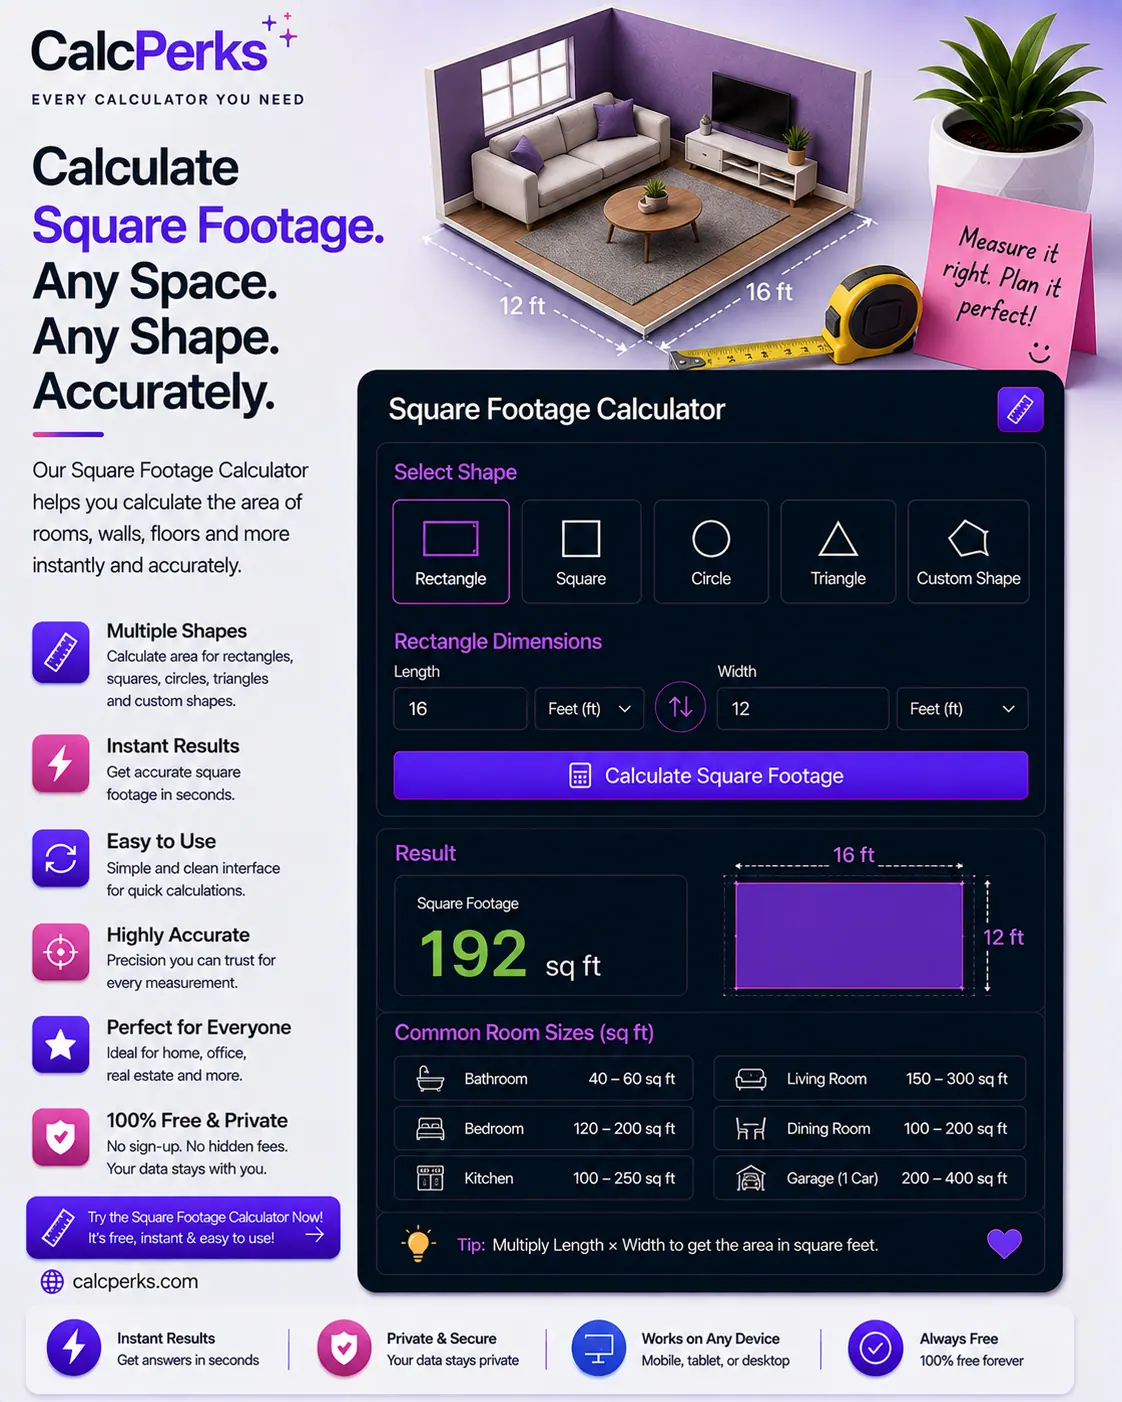 CalcPerks
EVERY CALCULATOR YOU NEED
Calculate
Square Footage.
Any Space.
Any Shape.
Accurately.
Our Square Footage Calculator
helps you calculate the area of
rooms, walls, floors and more
instantly and accurately.
Multiple Shapes
Calculate area for rectangles,
squares, circles, triangles
and custom shapes.
Instant Results
Get accurate square
footage in seconds.
Easy to Use
Simple and clean interface
for quick calculations.
Highly Accurate
Precision you can trust for
every measurement.
Perfect for Everyone
Ideal for home, office,
real estate and more.
100% Free & Private
No sign-up. No hidden fees.
Your data stays with you.
Try the Square Footage Calculator Now!
It's free, instant & easy to use!
calcperks.com
12 ft
16 ft
Measure it
right. Plan it
perfect!
Square Footage Calculator
Select Shape
Rectangle
Square
Circle
Triangle
Custom Shape
Rectangle Dimensions
Length
Width
16
Feet (ft)
12
Feet (ft)
Calculate Square Footage
Result
Square Footage
192 sq ft
16 ft
12 ft
Common Room Sizes (sq ft)
Bathroom 40 – 60 sq ft
Living Room 150 – 300 sq ft
Bedroom 120 – 200 sq ft
Dining Room 100 – 200 sq ft
Kitchen 100 – 250 sq ft
Garage (1 Car) 200 – 400 sq ft
Tip: Multiply Length × Width to get the area in square feet.
Instant Results
Get answers in seconds
Private & Secure
Your data stays private
Works on Any Device
Mobile, tablet, or desktop
Always Free
100% free forever